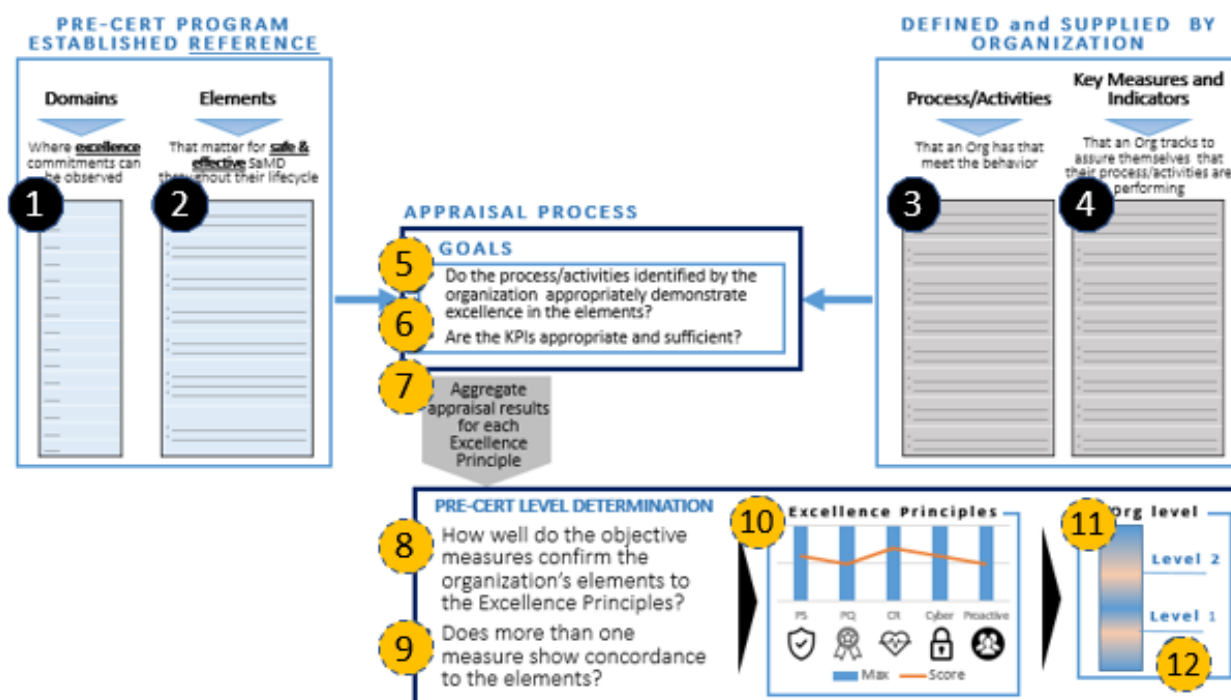 PRE-CERT PROGRAM
ESTABLISHED REFERENCE
Domains
Where excellence
commitments can
be observed
1
Elements
That matter for safe &
effective SaMD
throughout their lifecycle
2
DEFINED and SUPPLIED BY
ORGANIZATION
Process/Activities
That an Org has that
meet the behavior
3
Key Measures and
Indicators
That an Org tracks to
assure themselves that
their process/activities are
performing
4
APPRAISAL PROCESS
GOALS
5
Do the process/activities identified by the
organization appropriately demonstrate
excellence in the elements?
6
Are the KPIs appropriate and sufficient?
7
Aggregate
appraisal results
for each
Excellence
Principle
PRE-CERT LEVEL DETERMINATION
8
How well do the objective
measures confirm the
organization's elements to
the Excellence Principles?
9
Does more than one
measure show concordance
to the elements?
10
Excellence Principles
PS PQ CR Cyber Proactive
Max Score
11
Org level
Level 2
Level 1
12